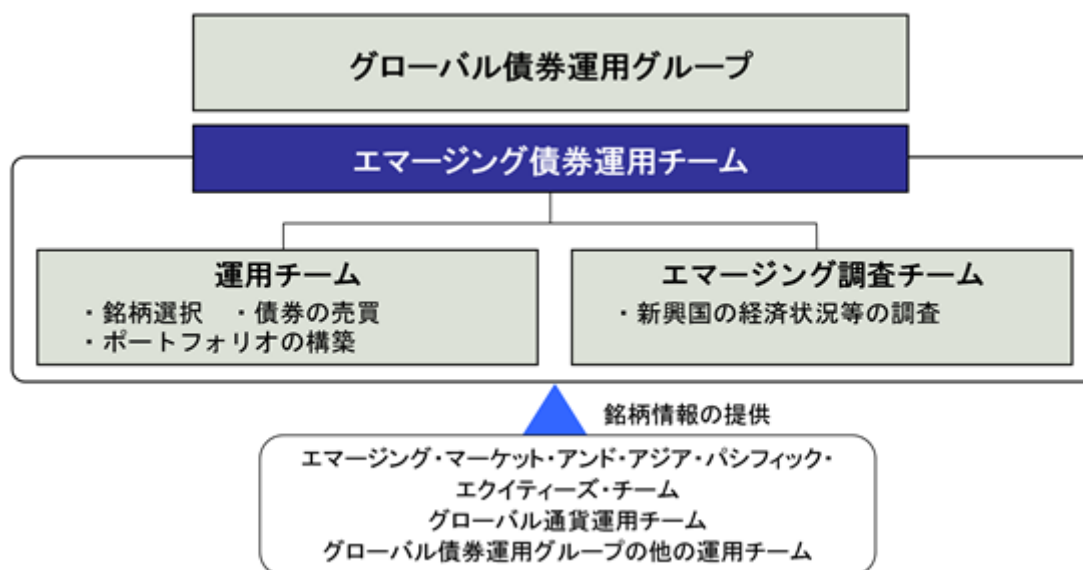 グローバル債券運用グループ
エマージング債券運用チーム
運用チーム
・銘柄選択　・債券の売買
・ポートフォリオの構築
エマージング調査チーム
・新興国の経済状況等の調査
銘柄情報の提供
エマージング・マーケット・アンド・アジア・パシフィック・
エクイティーズ・チーム
グローバル通貨運用チーム
グローバル債券運用グループの他の運用チーム